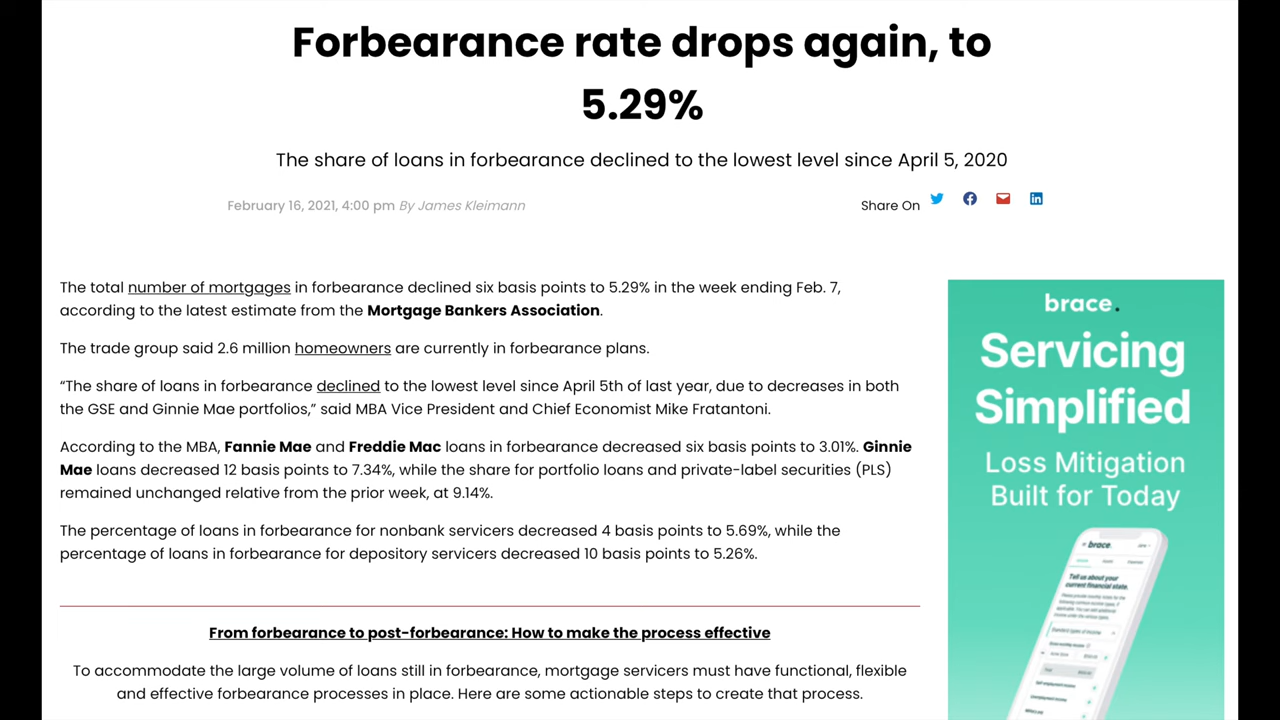 Forbearance rate drops again, to
5.29%
The share of loans in forbearance declined to the lowest level since April 5, 2020
February 16, 2021, 4:00 pm By James Kleimann
Share On
The total number of mortgages in forbearance declined six basis points to 5.29% in the week ending Feb. 7,
according to the latest estimate from the Mortgage Bankers Association.
The trade group said 2.6 million homeowners are currently in forbearance plans.
“The share of loans in forbearance declined to the lowest level since April 5th of last year, due to decreases in both
the GSE and Ginnie Mae portfolios,” said MBA Vice President and Chief Economist Mike Fratantoni.
According to the MBA, Fannie Mae and Freddie Mac loans in forbearance decreased six basis points to 3.01%. Ginnie
Mae loans decreased 12 basis points to 7.34%, while the share for portfolio loans and private-label securities (PLS)
remained unchanged relative from the prior week, at 9.14%.
The percentage of loans in forbearance for nonbank servicers decreased 4 basis points to 5.69%, while the
percentage of loans in forbearance for depository servicers decreased 10 basis points to 5.26%.
From forbearance to post-forbearance: How to make the process effective
To accommodate the large volume of loans still in forbearance, mortgage servicers must have functional, flexible
and effective forbearance processes in place. Here are some actionable steps to create that process.
brace.
Servicing
Simplified
Loss Mitigation
Built for Today
brace.
Tell us about your
current financial state.